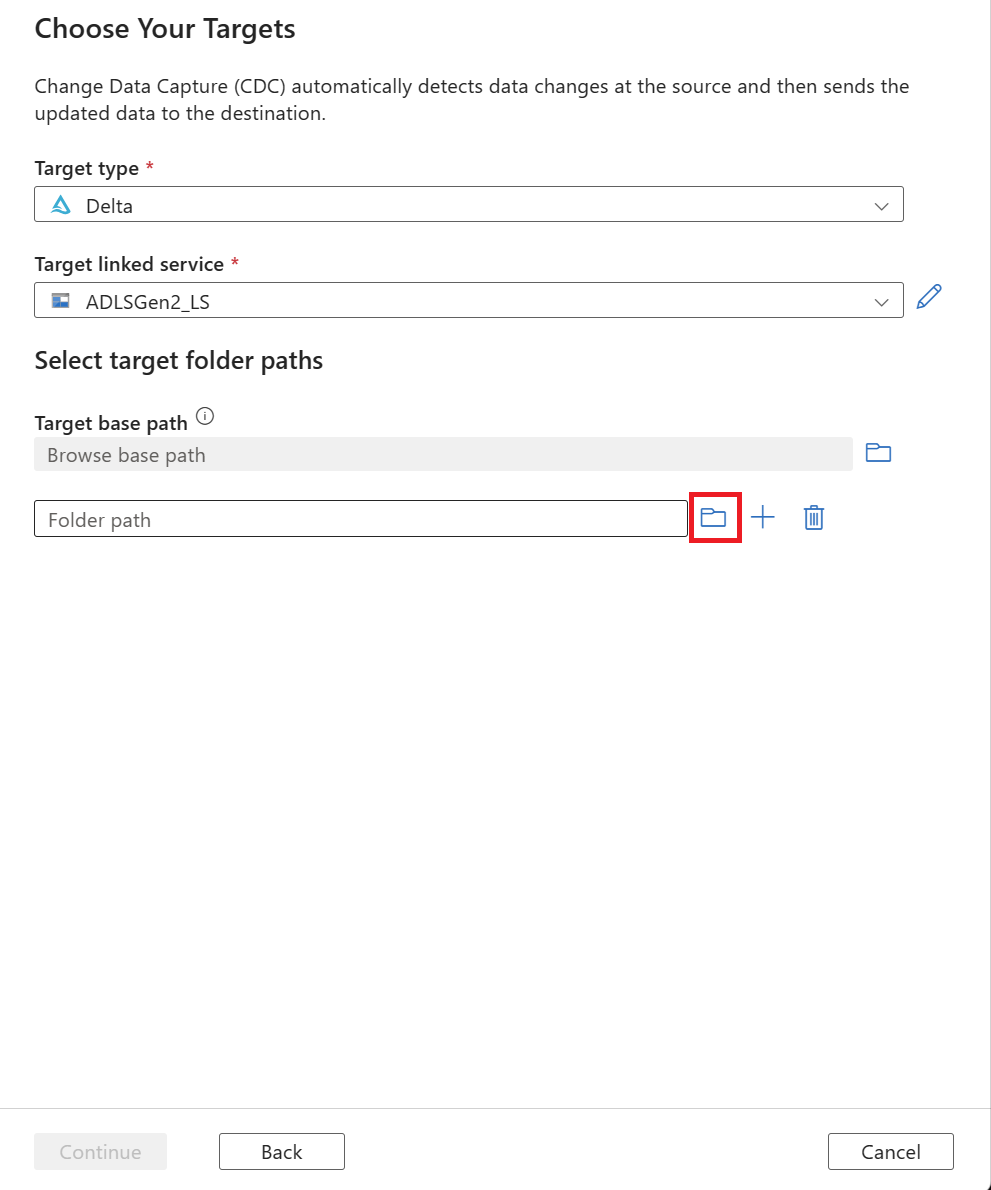 Choose Your Targets
Change Data Capture (CDC) automatically detects data changes at the source and then sends the
updated data to the destination.
Target type *
Delta
Target linked service *
ADLSGen2_LS
Select target folder paths
Target base path
Browse base path
Folder path
Continue
Back
Cancel